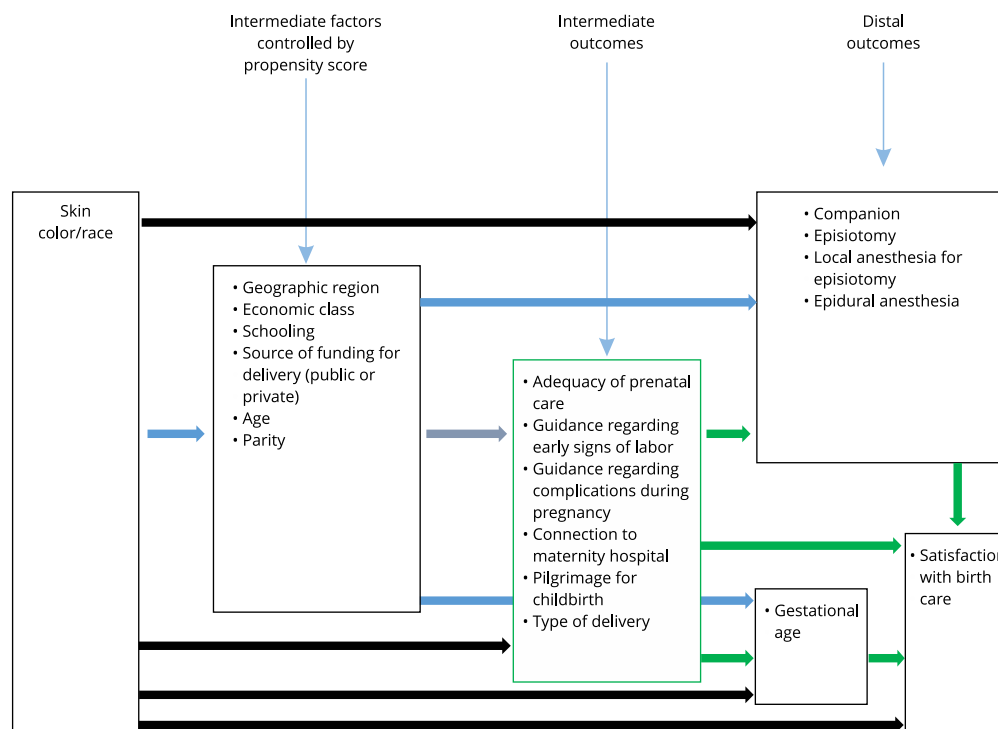 Intermediate factors
controlled by
propensity score
Intermediate
outcomes
Distal
outcomes
Skin
color/race
• Geographic region
• Economic class
• Schooling
• Source of funding for
delivery (public or
private)
• Age
• Parity
• Adequacy of prenatal
care
• Guidance regarding
early signs of labor
• Guidance regarding
complications during
pregnancy
• Connection to
maternity hospital
• Pilgrimage for
childbirth
• Type of delivery
• Companion
• Episiotomy
• Local anesthesia for
episiotomy
• Epidural anesthesia
• Gestational
age
• Satisfaction
with birth
care